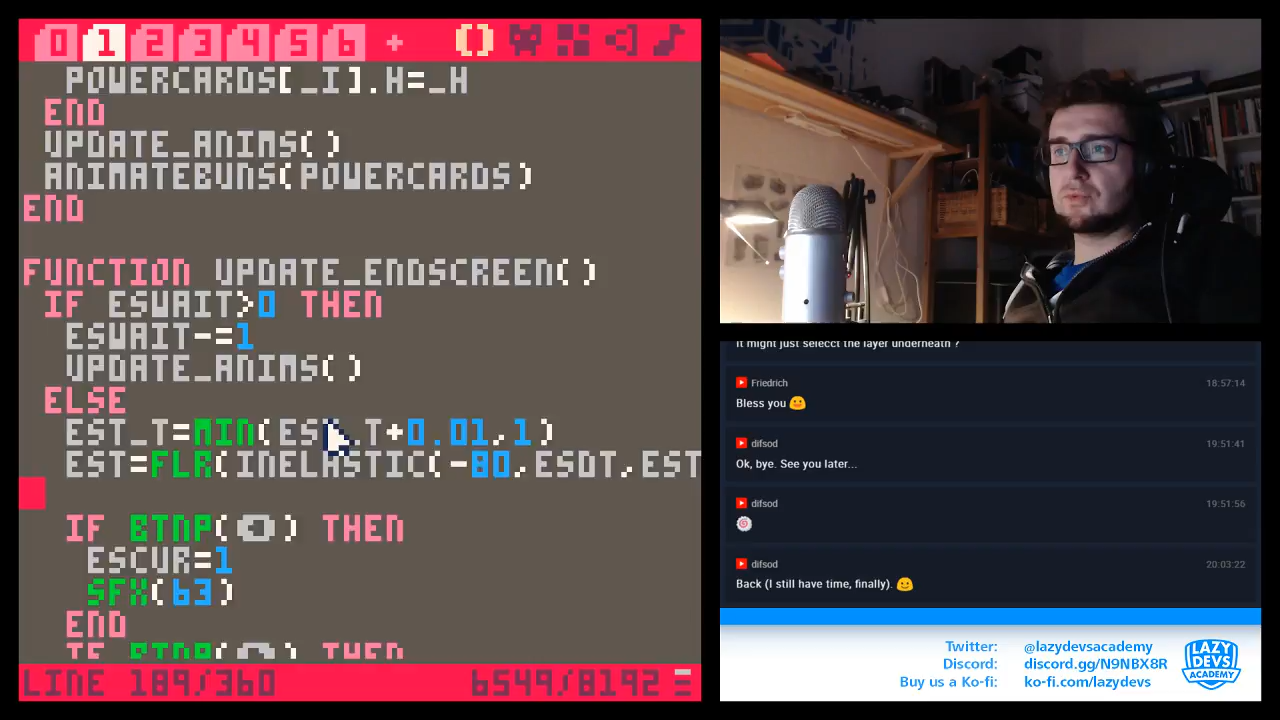 0 1 2 3 4 5 6 +
POWERCARDS[_I].H=_H
END
UPDATE_ANIMS()
ANIMATEBUNS(POWERCARDS)
END
FUNCTION UPDATE_ENDSCREEN()
IF ESWAIT>0 THEN
ESWAIT-=1
UPDATE_ANIMS()
ELSE
EST_T=MIN(EST_T+0.01,1)
EST=FLR(INELASTIC(-80,ESDT,EST
IF BTNP(⬅️) THEN
ESCUR=1
SFX(63)
END
THEN
LINE 189/360
6549/8192
It might just selecct the layer underneath ?
Friedrich 18:57:14
Bless you 🙂
difsod 19:51:41
Ok, bye. See you later...
difsod 19:51:56
🍥
difsod 20:03:22
Back (I still have time, finally). 🙂
Twitter: @lazydevsacademy
Discord: discord.gg/N9NBX8R
Buy us a Ko-fi: ko-fi.com/lazydevs
LAZY
DEVS
ACADEMY